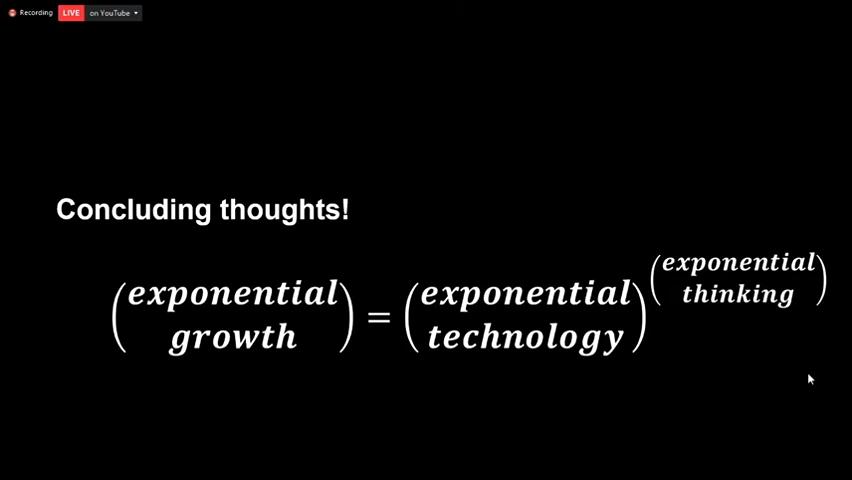 Recording LIVE on YouTube
Concluding thoughts!
exponential
thinking
exponential
growth
=
exponential
technology